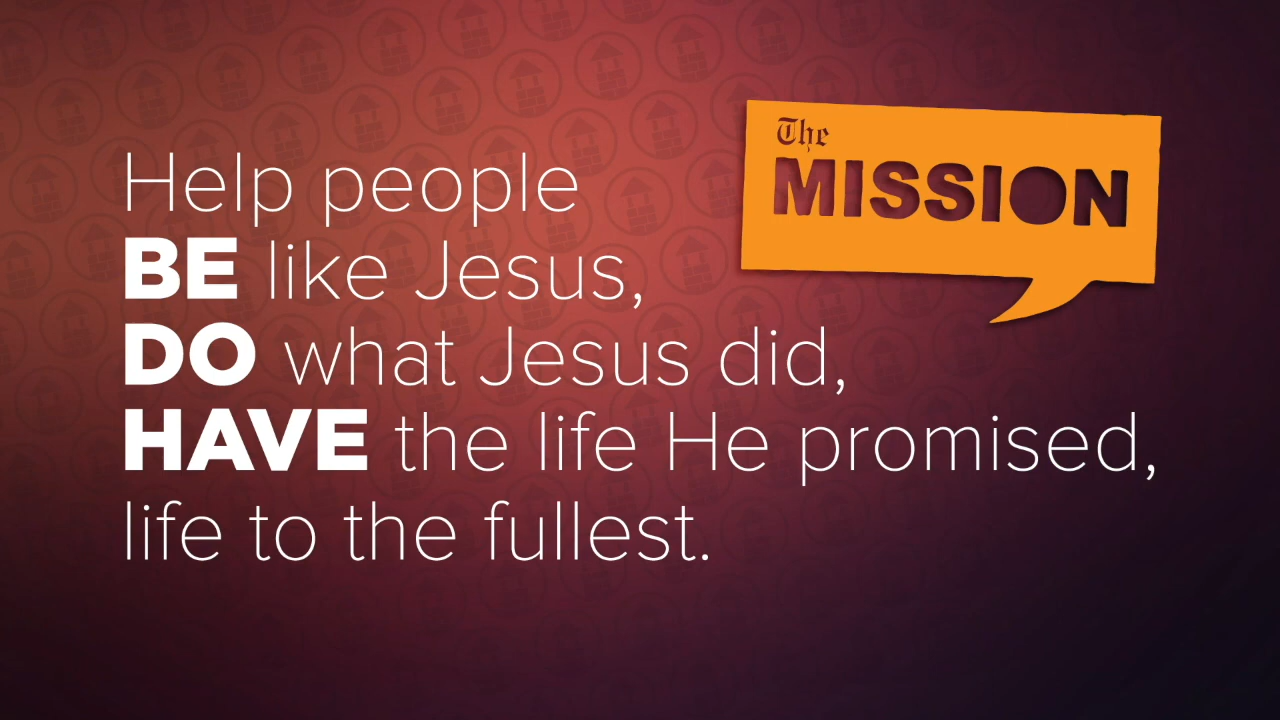 The
MISSION
Help people
BE like Jesus,
DO what Jesus did,
HAVE the life He promised,
life to the fullest.